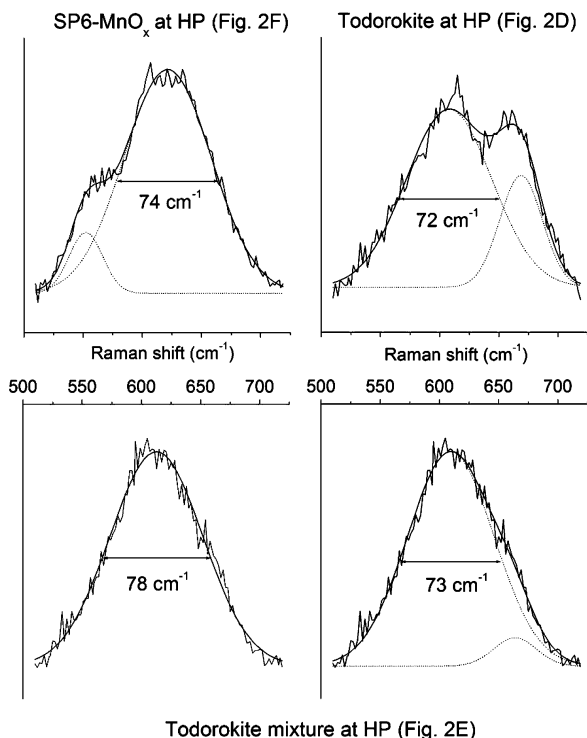 SP6-MnOx at HP (Fig. 2F)
Todorokite at HP (Fig. 2D)
74 cm⁻¹
72 cm⁻¹
Raman shift (cm⁻¹)
Raman shift (cm⁻¹)
500 550 600 650 700
500 550 600 650 700
78 cm⁻¹
73 cm⁻¹
Todorokite mixture at HP (Fig. 2E)